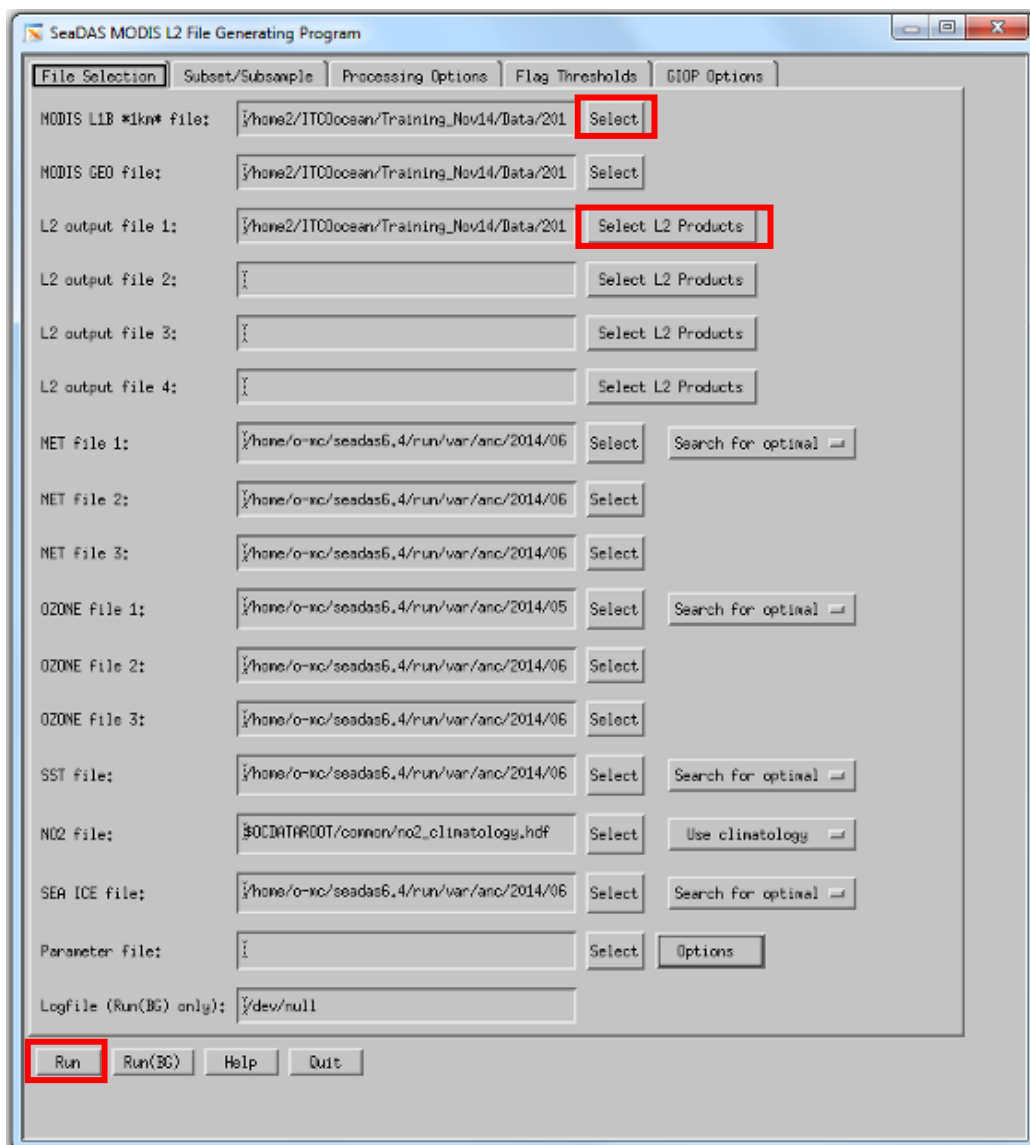 SeaDAS MODIS L2 File Generating Program
File Selection Subset/Subsample Processing Options Flag Thresholds GIOP Options
MODIS L1B *1km* file: /home2/ITCOocean/Training_Nov14/Data/201 Select
MODIS GEO file: /home2/ITCOocean/Training_Nov14/Data/201 Select
L2 output file 1: /home2/ITCOocean/Training_Nov14/Data/201 Select L2 Products
L2 output file 2: Select L2 Products
L2 output file 3: Select L2 Products
L2 output file 4: Select L2 Products
MET file 1: /home/o-mc/seadas6.4/run/var/anc/2014/06 Select Search for optimal
MET file 2: /home/o-mc/seadas6.4/run/var/anc/2014/06 Select
MET file 3: /home/o-mc/seadas6.4/run/var/anc/2014/06 Select
OZONE file 1: /home/o-mc/seadas6.4/run/var/anc/2014/05 Select Search for optimal
OZONE file 2: /home/o-mc/seadas6.4/run/var/anc/2014/06 Select
OZONE file 3: /home/o-mc/seadas6.4/run/var/anc/2014/06 Select
SST file: /home/o-mc/seadas6.4/run/var/anc/2014/06 Select Search for optimal
NO2 file: $OCDATAROOT/common/no2_climatology.hdf Select Use climatology
SEA ICE file: /home/o-mc/seadas6.4/run/var/anc/2014/06 Select Search for optimal
Parameter file: Select Options
Logfile (Run(BG) only): /dev/null
Run Run(BG) Help Quit